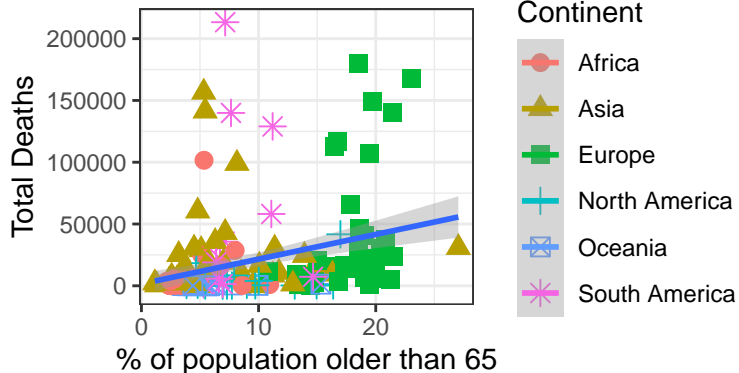 Continent
Africa
Asia
Europe
North America
Oceania
South America
Total Deaths
200000
150000
100000
50000
0
0
10
20
% of population older than 65